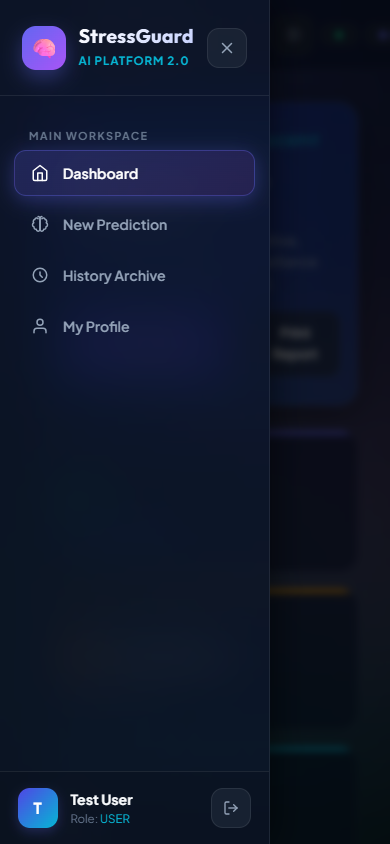 StressGuard
AI PLATFORM 2.0
MAIN WORKSPACE
Dashboard
New Prediction
History Archive
My Profile
T
Test User
Role: USER